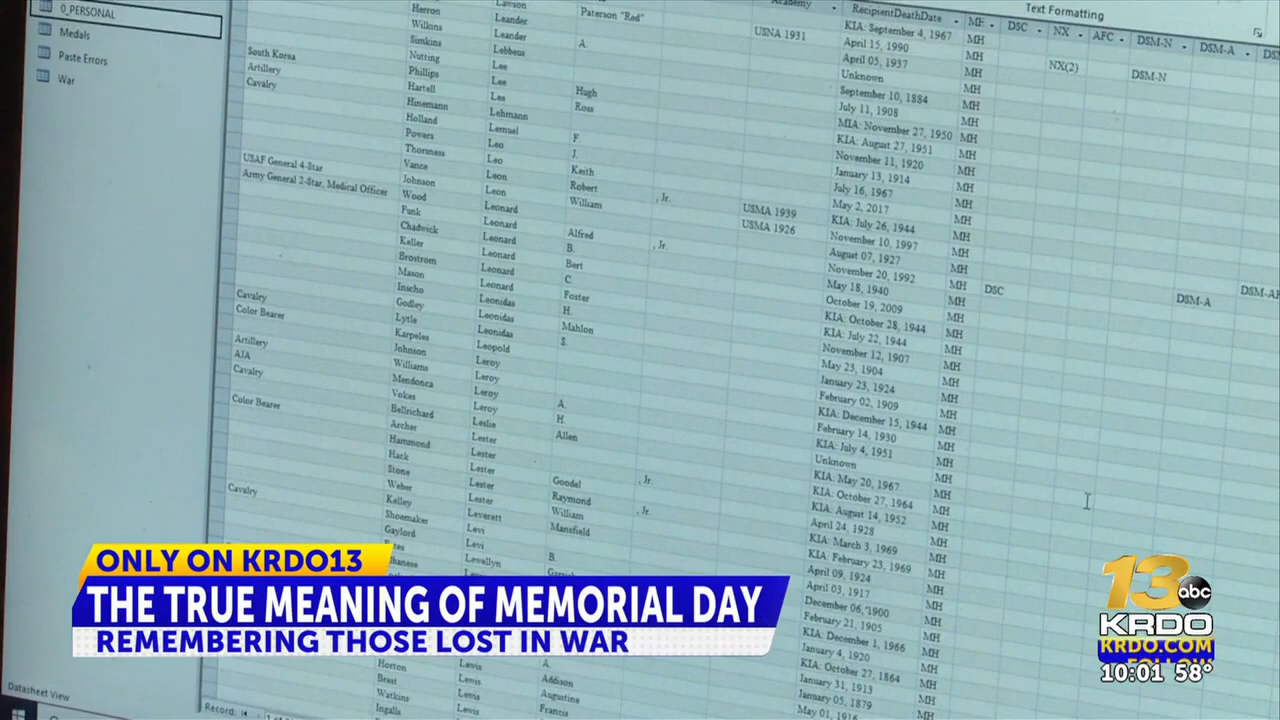 0_PERSONAL
Medals
Paste Errors
War
Text Formatting
RecipientDeathDate
MH
DSC
NX
AFC
DSM-N
DSM-A
South Korea
Artillery
Cavalry
USAF General 4-Star
Army General 2-Star, Medical Officer
Cavalry
Color Bearer
Artillery
AJA
Cavalry
Color Bearer
Cavalry
Herron
Wilkins
Simkins
Nutting
Phillips
Hartell
Hinemann
Holland
Powers
Thorsness
Vance
Johnson
Wood
Funk
Chadwick
Keller
Brostrom
Mason
Inscho
Godley
Lytle
Karpeles
Johnson
Williams
Mendonca
Vokes
Bellrichard
Archer
Hammond
Hack
Stone
Weber
Kelley
Shoemaker
Gaylord
Horton
Brest
Watkins
Ingalls
Lawson
Leander
Leander
Lebbeus
Lee
Lee
Lee
Lehmann
Lemuel
Leo
Leo
Leon
Leon
Leonard
Leonard
Leonard
Leonard
Leonard
Leonard
Leonidas
Leonidas
Leonidas
Leopold
Leroy
Leroy
Leroy
Leroy
Leslie
Lester
Lester
Lester
Lester
Leverett
Levi
Levi
Lewallyn
Lewis
Lewis
Lewis
Lewis
Paterson "Red"
A.
Hugh
Ross
F.
J.
Keith
Robert
William
Alfred
B.
Bert
C.
Foster
H.
Mahlon
S.
A.
H.
Allen
Goodel
Raymond
William
Mansfield
B.
A.
Addison
Augustine
Francis
, Jr.
, Jr.
, Jr.
, Jr.
USNA 1931
USMA 1939
USMA 1926
KIA: September 4, 1967
April 15, 1990
April 05, 1937
Unknown
September 10, 1884
July 11, 1908
MIA: November 27, 1950
KIA: August 27, 1951
November 11, 1920
January 13, 1914
July 16, 1967
May 2, 2017
KIA: July 26, 1944
November 10, 1997
August 07, 1927
November 20, 1992
May 18, 1940
October 19, 2009
KIA: October 28, 1944
KIA: July 22, 1944
November 12, 1907
May 23, 1904
January 23, 1924
February 02, 1909
KIA: December 15, 1944
February 14, 1930
KIA: July 4, 1951
Unknown
KIA: May 20, 1967
KIA: October 27, 1964
KIA: August 14, 1952
April 24, 1928
KIA: March 3, 1969
KIA: February 23, 1969
April 09, 1924
April 03, 1917
December 06, 1900
February 21, 1905
KIA: December 1, 1966
January 4, 1920
KIA: October 27, 1864
January 31, 1913
January 05, 1879
May 01, 1916
MH
NX(2)
DSM-N
DSC
DSM-A
Datasheet View
Record:
ONLY ON KRDO13
THE TRUE MEANING OF MEMORIAL DAY
REMEMBERING THOSE LOST IN WAR
13 abc
KRDO
KRDO.COM
10:01 58°